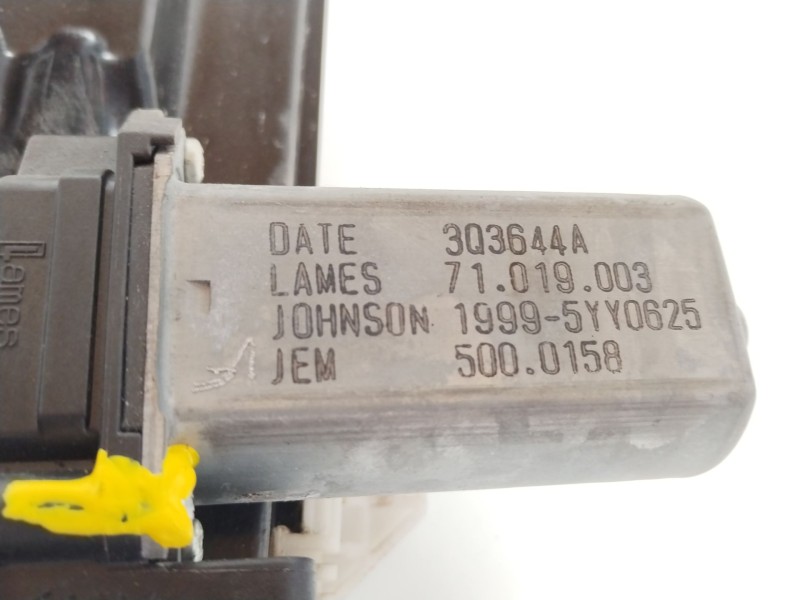 DATE 3Q3644A
LAMES 71.019.003
JOHNSON 1999-5YY0625
JEM 500.0158
Lames